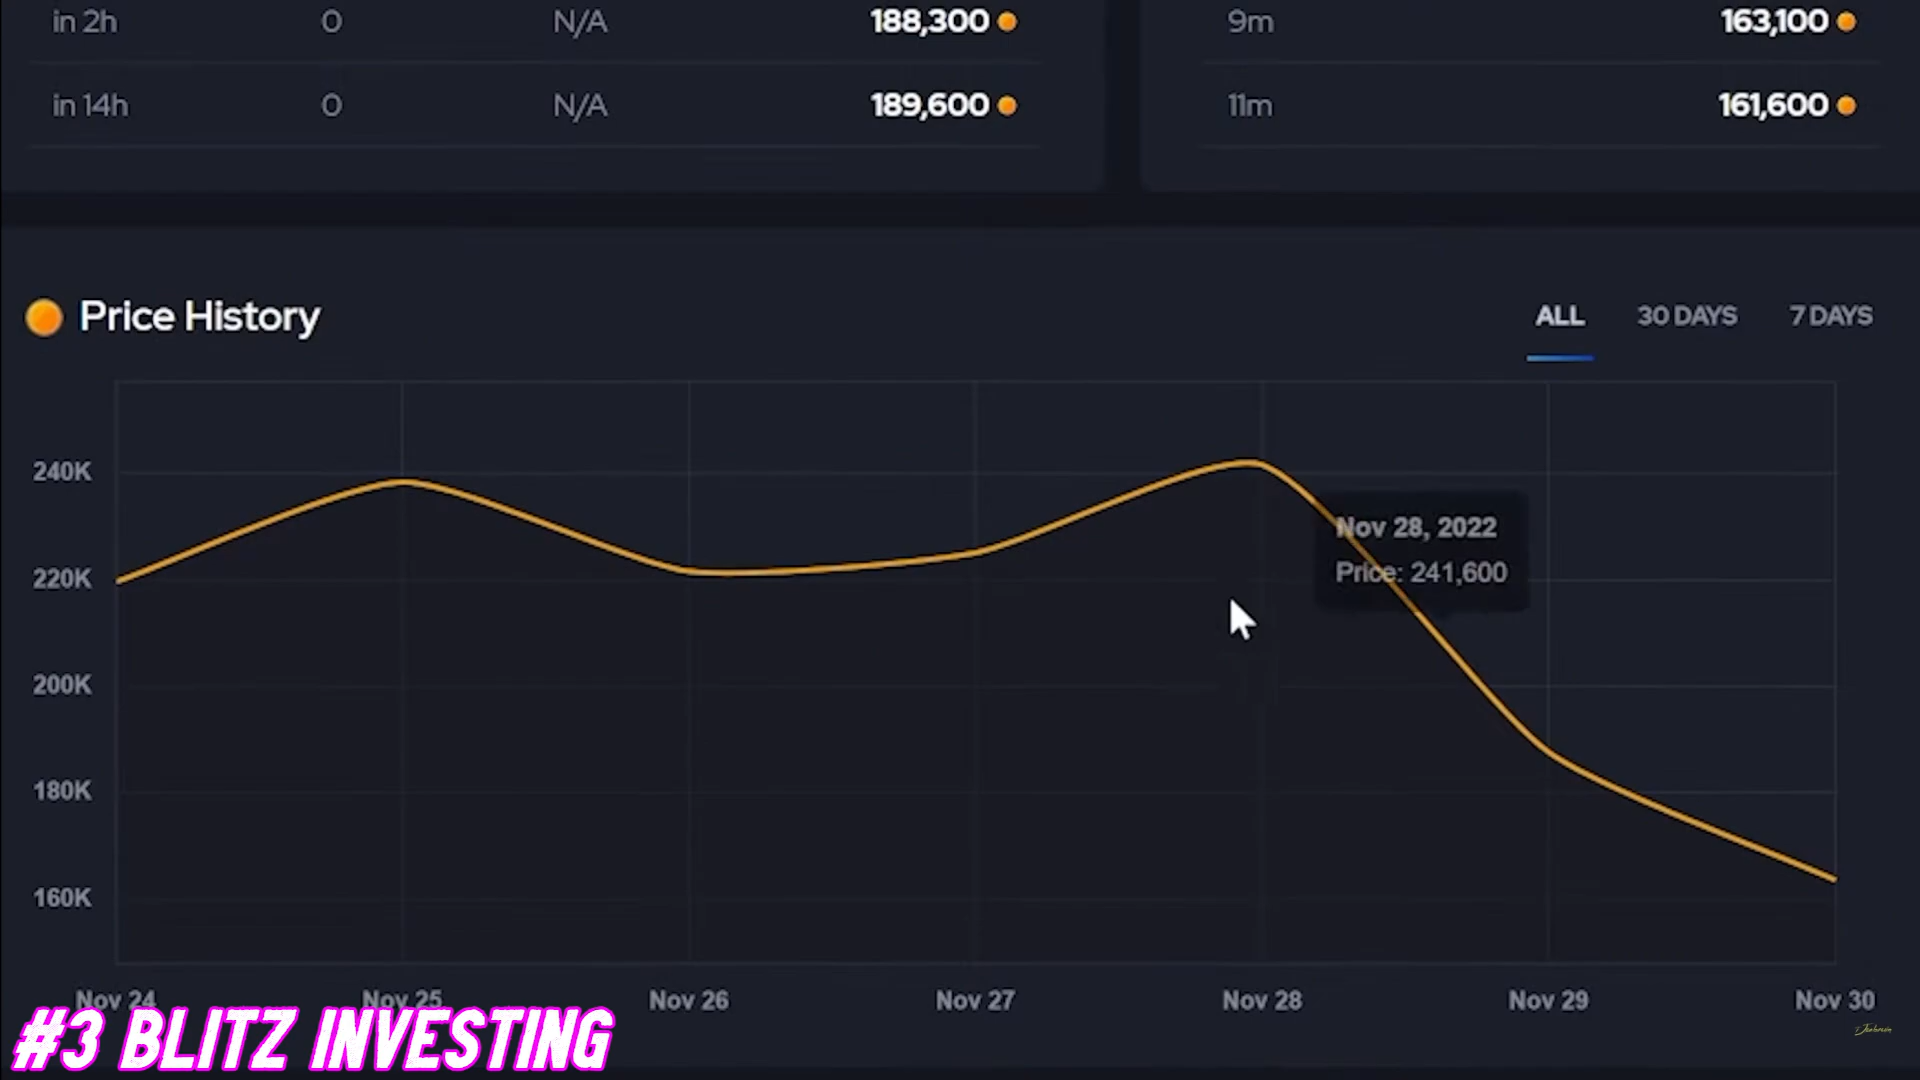 in 2h 0 N/A 188,300
9m 163,100
in 14h 0 N/A 189,600
11m 161,600
Price History
ALL 30 DAYS 7 DAYS
240K
220K
200K
180K
160K
Nov 28, 2022
Price: 241,600
Nov 24 Nov 25 Nov 26 Nov 27 Nov 28 Nov 29 Nov 30
#3 BLITZ INVESTING